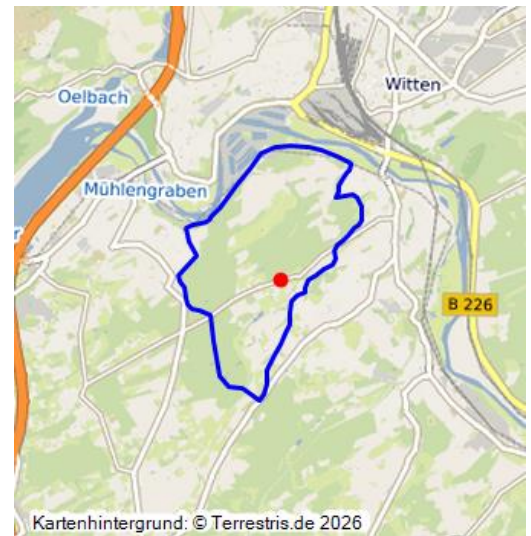 Witten
Oelbach
Mühlengraben
B 226
Kartenhintergrund: © Terrestris.de 2026